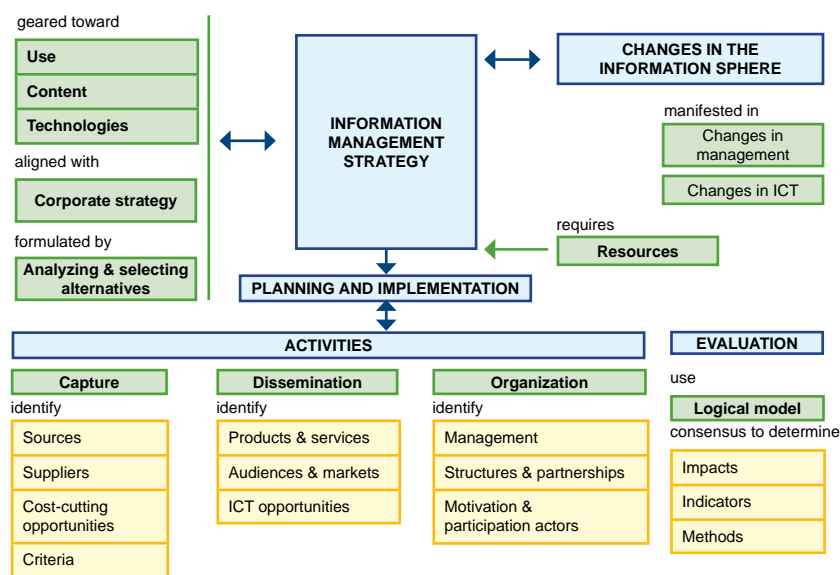 geared toward
Use
Content
Technologies
aligned with
Corporate strategy
formulated by
Analyzing & selecting
alternatives
INFORMATION
MANAGEMENT
STRATEGY
CHANGES IN THE
INFORMATION SPHERE
manifested in
Changes in
management
Changes in ICT
requires
Resources
PLANNING AND IMPLEMENTATION
ACTIVITIES
Capture
identify
Sources
Suppliers
Cost-cutting
opportunities
Criteria
Dissemination
identify
Products & services
Audiences & markets
ICT opportunities
Organization
identify
Management
Structures & partnerships
Motivation &
participation actors
EVALUATION
use
Logical model
consensus to determine
Impacts
Indicators
Methods